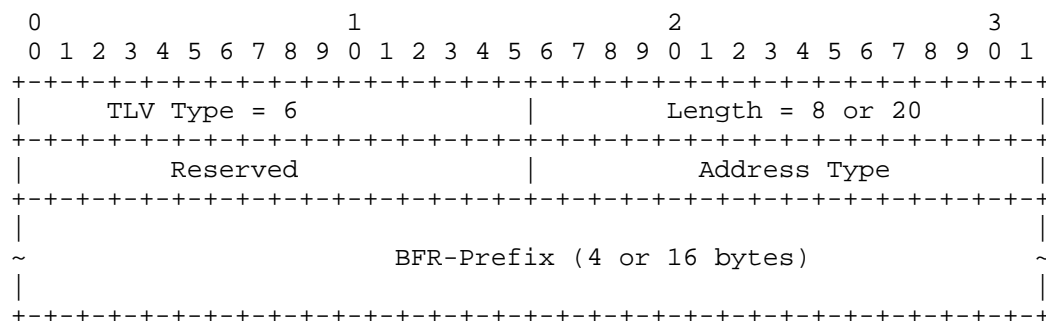 0                   1                   2                   3
 0 1 2 3 4 5 6 7 8 9 0 1 2 3 4 5 6 7 8 9 0 1 2 3 4 5 6 7 8 9 0 1
+-+-+-+-+-+-+-+-+-+-+-+-+-+-+-+-+-+-+-+-+-+-+-+-+-+-+-+-+-+-+-+-+
|     TLV Type = 6              |        Length = 8 or 20       |
+-+-+-+-+-+-+-+-+-+-+-+-+-+-+-+-+-+-+-+-+-+-+-+-+-+-+-+-+-+-+-+-+
|         Reserved              |          Address Type         |
+-+-+-+-+-+-+-+-+-+-+-+-+-+-+-+-+-+-+-+-+-+-+-+-+-+-+-+-+-+-+-+-+
|                                                               |
~                       BFR-Prefix (4 or 16 bytes)              ~
|                                                               |
+-+-+-+-+-+-+-+-+-+-+-+-+-+-+-+-+-+-+-+-+-+-+-+-+-+-+-+-+-+-+-+-+